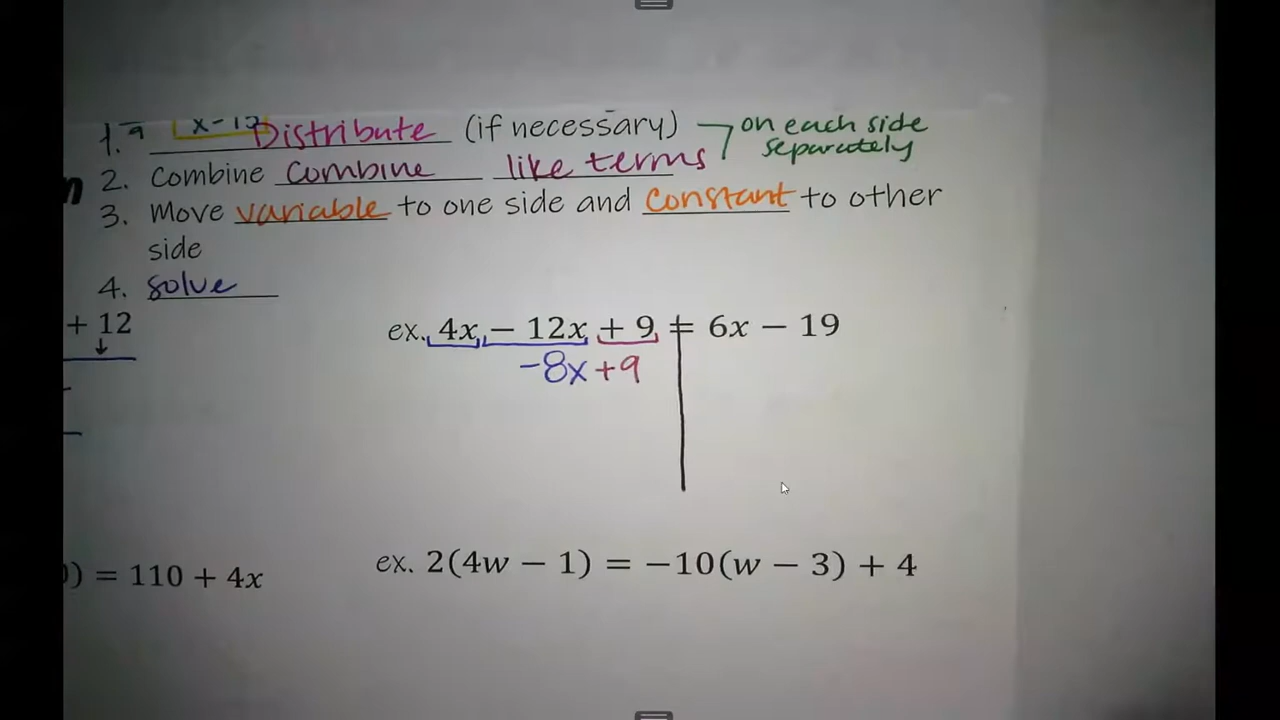 1. Distribute (if necessary) on each side
separately
2. Combine Combine like terms
3. Move variable to one side and constant to other
side
4. solve
+ 12
ex. 4x − 12x + 9 = 6x − 19
-8x +9
) = 110 + 4x
ex. 2(4w − 1) = −10(w − 3) + 4